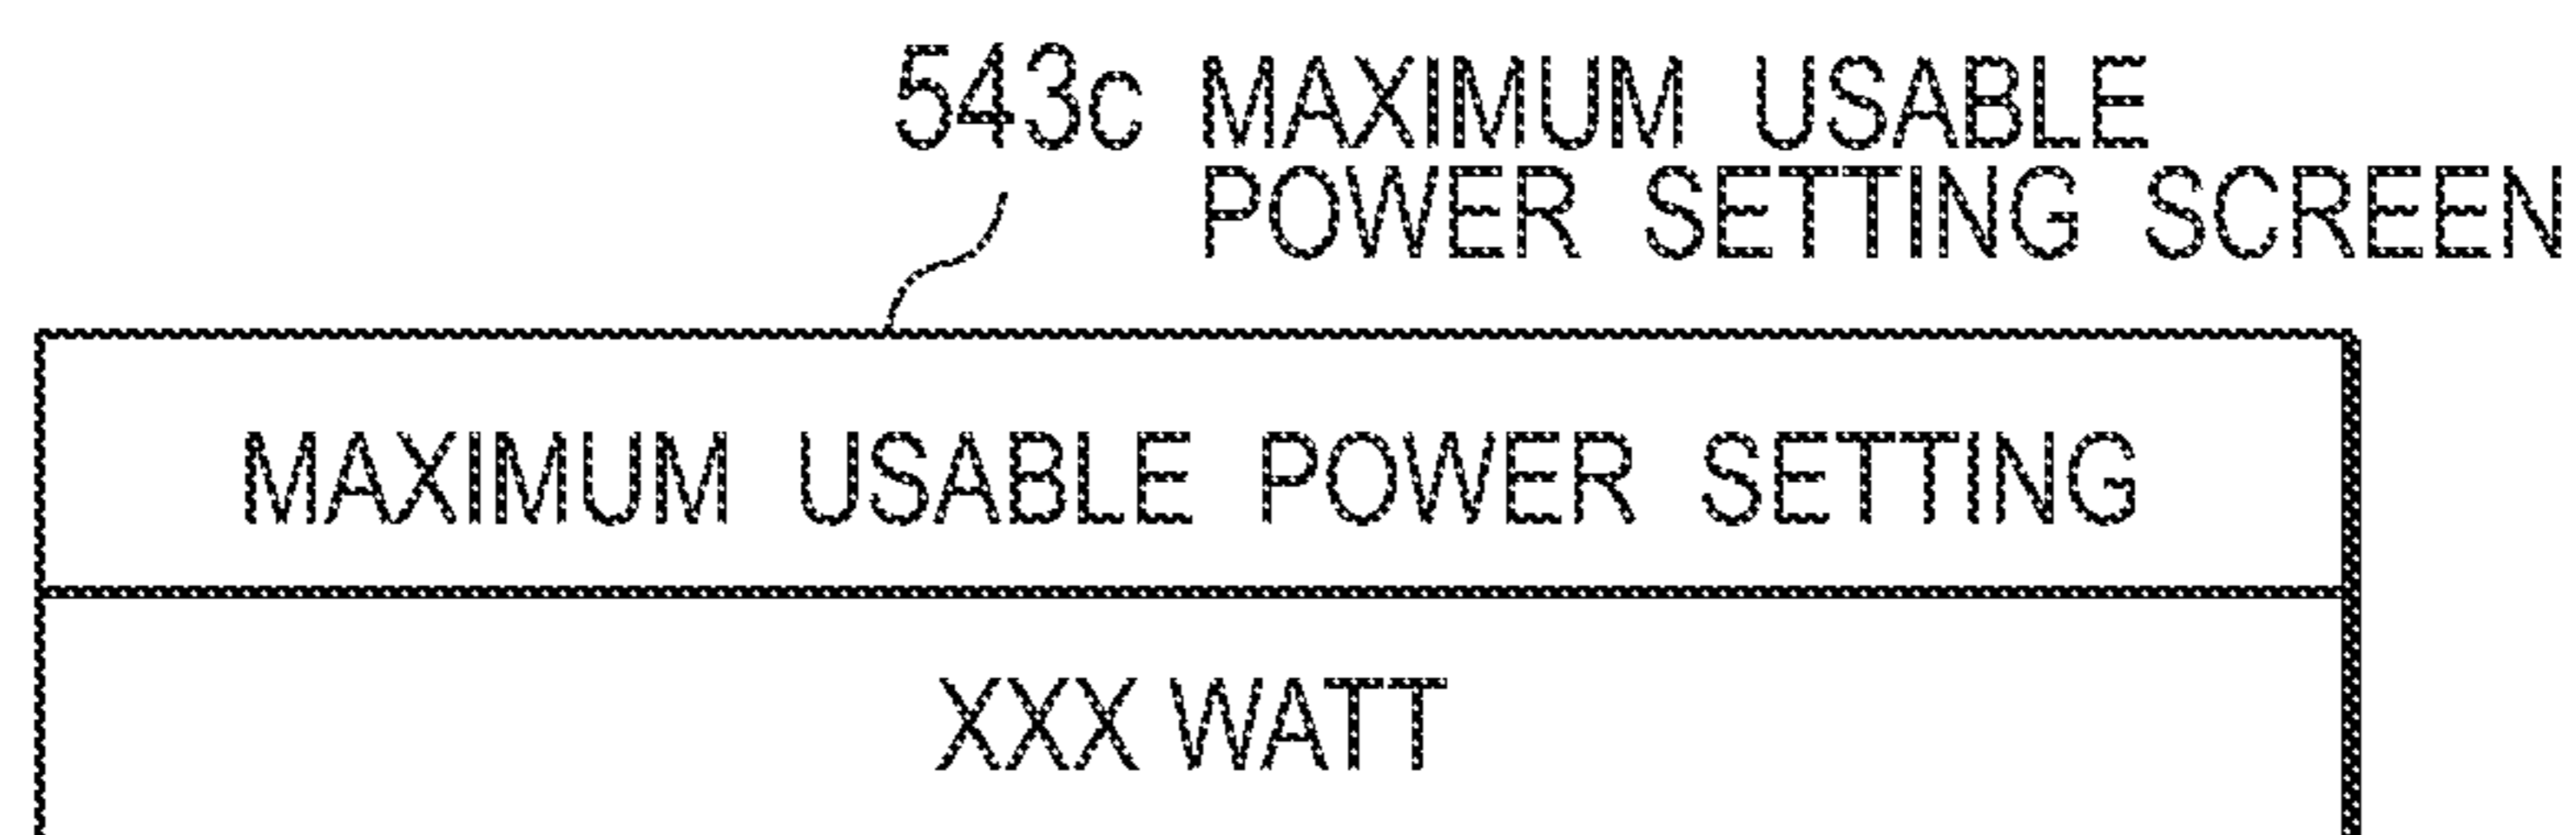 543c MAXIMUM USABLE
POWER SETTING SCREEN
MAXIMUM USABLE POWER SETTING
XXX WATT